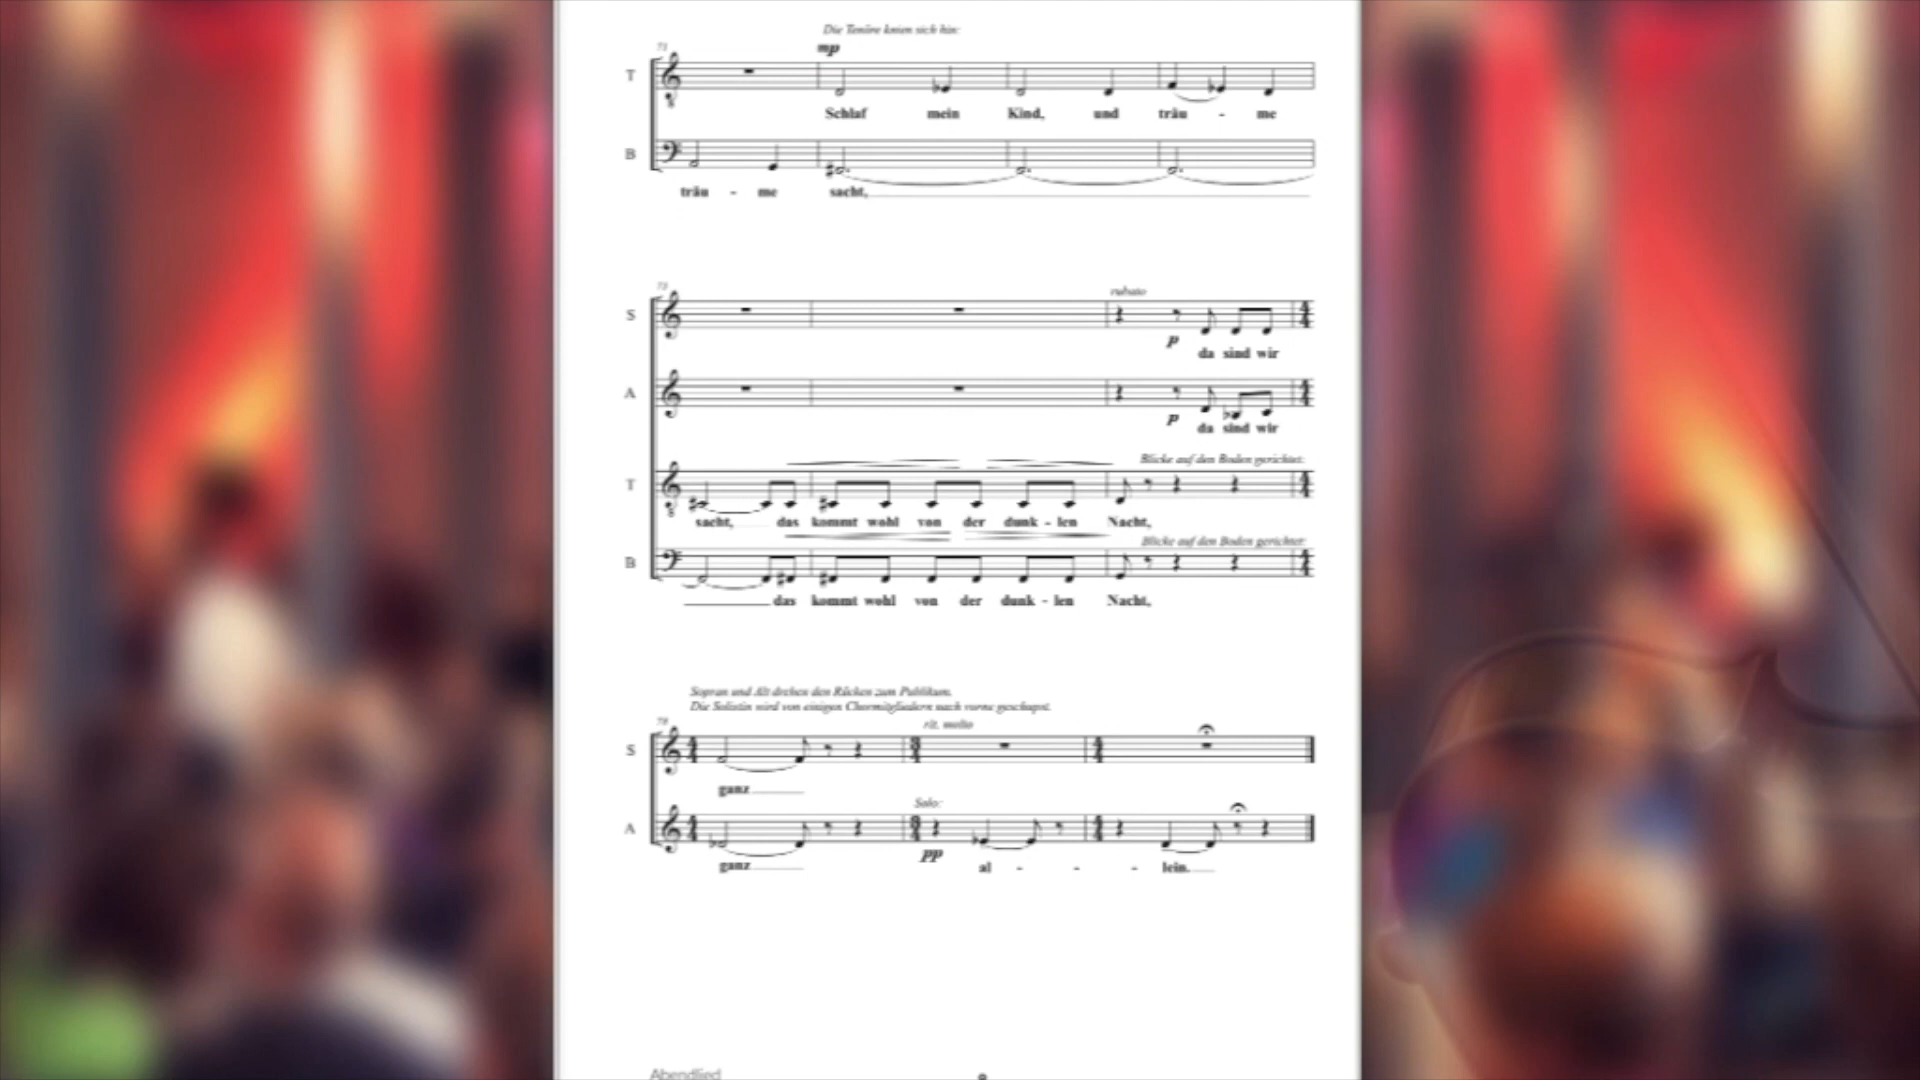 Die Tenöre knien sich hin:
71
mp
T
Schlaf mein Kind, und träu - me
B
träu - me sacht,
rubato
S
p
da sind wir
A
p
da sind wir
Blicke auf den Boden gerichtet:
T
sacht, das kommt wohl von der dunk - len Nacht,
Blicke auf den Boden gerichtet:
B
das kommt wohl von der dunk - len Nacht,
Sopran und Alt drehen den Rücken zum Publikum.
Die Solistin wird von einigen Chormitgliedern nach vorne geschupst.
78
rit. molto
S
ganz
Solo:
A
pp
ganz al - - - lein.
Abendlied